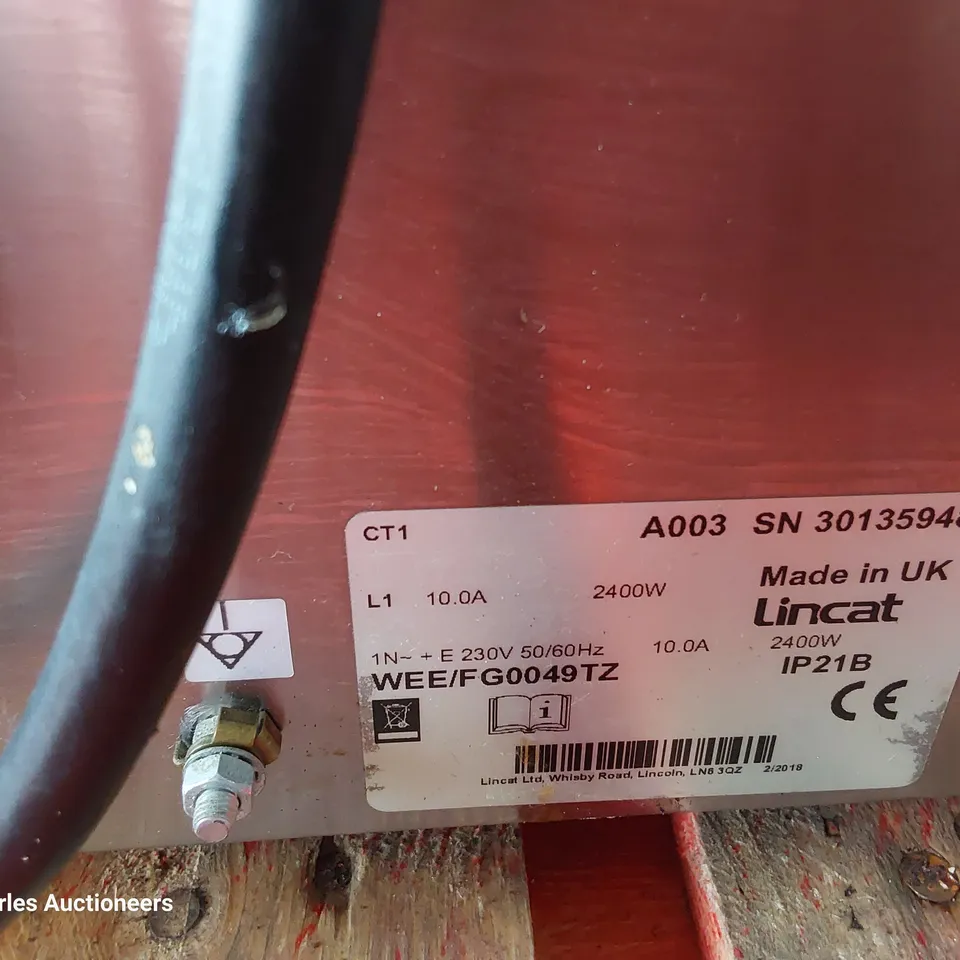 CT1
A003 SN 3013594
Made in UK
L1 10.0A 2400W
Lincat
1N~ + E 230V 50/60Hz 10.0A 2400W
WEE/FG0049TZ
IP21B
CE
i
Lincat Ltd, Whisby Road, Lincoln, LN6 3QZ 2/2018
rles Auctioneers